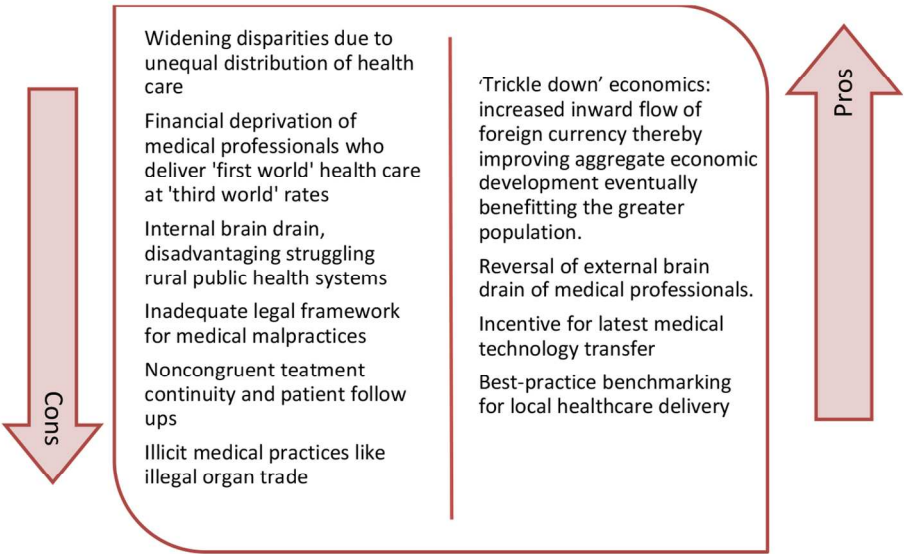 Cons
Widening disparities due to
unequal distribution of health
care
Financial deprivation of
medical professionals who
deliver 'first world' health care
at 'third world' rates
Internal brain drain,
disadvantaging struggling
rural public health systems
Inadequate legal framework
for medical malpractices
Noncongruent teatment
continuity and patient follow
ups
Illicit medical practices like
illegal organ trade
‘Trickle down’ economics:
increased inward flow of
foreign currency thereby
improving aggregate economic
development eventually
benefitting the greater
population.
Reversal of external brain
drain of medical professionals.
Incentive for latest medical
technology transfer
Best-practice benchmarking
for local healthcare delivery
Pros